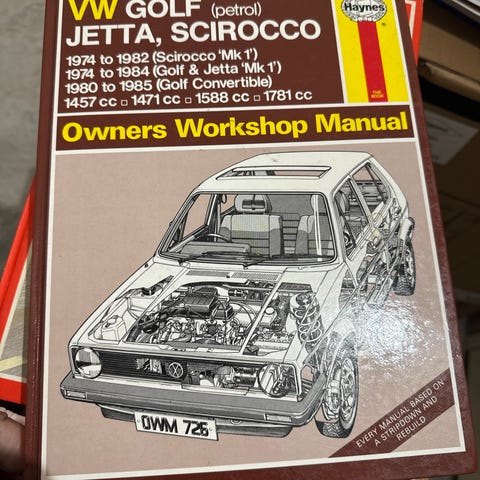 VW GOLF (petrol)
JETTA, SCIROCCO
1974 to 1982 (Scirocco 'Mk 1')
1974 to 1984 (Golf & Jetta 'Mk 1')
1980 to 1985 (Golf Convertible)
1457 cc □ 1471 cc □ 1588 cc □ 1781 cc
Haynes
THE BOOK
Owners Workshop Manual
OWM 726
EVERY MANUAL BASED ON
A STRIPDOWN AND
REBUILD